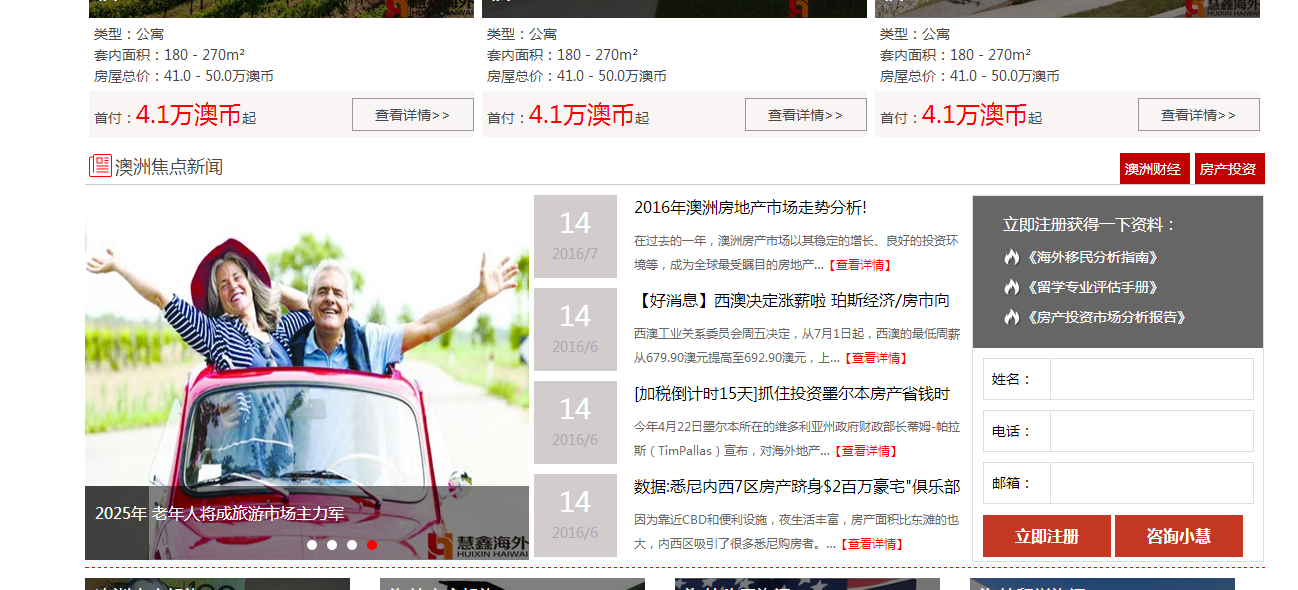 慧鑫海外
HUIXIN HAIWAI
慧鑫海外
HUIXIN HAIWAI
类型：公寓
套内面积：180 - 270m²
房屋总价：41.0 - 50.0万澳币
首付：4.1万澳币起
查看详情>>
类型：公寓
套内面积：180 - 270m²
房屋总价：41.0 - 50.0万澳币
首付：4.1万澳币起
查看详情>>
类型：公寓
套内面积：180 - 270m²
房屋总价：41.0 - 50.0万澳币
首付：4.1万澳币起
查看详情>>
澳洲焦点新闻
澳洲财经
房产投资
2025年 老年人将成旅游市场主力军
慧鑫海外
HUIXIN HAIWAI
14
2016/7
2016年澳洲房地产市场走势分析!
在过去的一年，澳洲房产市场以其稳定的增长、良好的投资环
境等，成为全球最受瞩目的房地产...【查看详情】
14
2016/6
【好消息】西澳决定涨薪啦 珀斯经济/房市向
西澳工业关系委员会周五决定，从7月1日起，西澳的最低周薪
从679.90澳元提高至692.90澳元，上...【查看详情】
14
2016/6
[加税倒计时15天]抓住投资墨尔本房产省钱时
今年4月22日墨尔本所在的维多利亚州政府财政部长蒂姆-帕拉
斯（TimPallas）宣布，对海外地产...【查看详情】
14
2016/6
数据:悉尼内西7区房产跻身$2百万豪宅"俱乐部
因为靠近CBD和便利设施，夜生活丰富，房产面积比东滩的也
大，内西区吸引了很多悉尼购房者。...【查看详情】
立即注册获得一下资料：
《海外移民分析指南》
《留学专业评估手册》
《房产投资市场分析报告》
姓名：
电话：
邮箱：
立即注册
咨询小慧